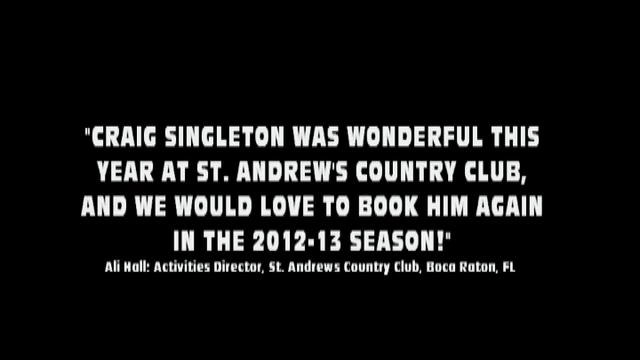 "CRAIG SINGLETON WAS WONDERFUL THIS
YEAR AT ST. ANDREW'S COUNTRY CLUB,
AND WE WOULD LOVE TO BOOK HIM AGAIN
IN THE 2012-13 SEASON!"
Ali Hall: Activities Director, St. Andrews Country Club, Boca Raton, FL